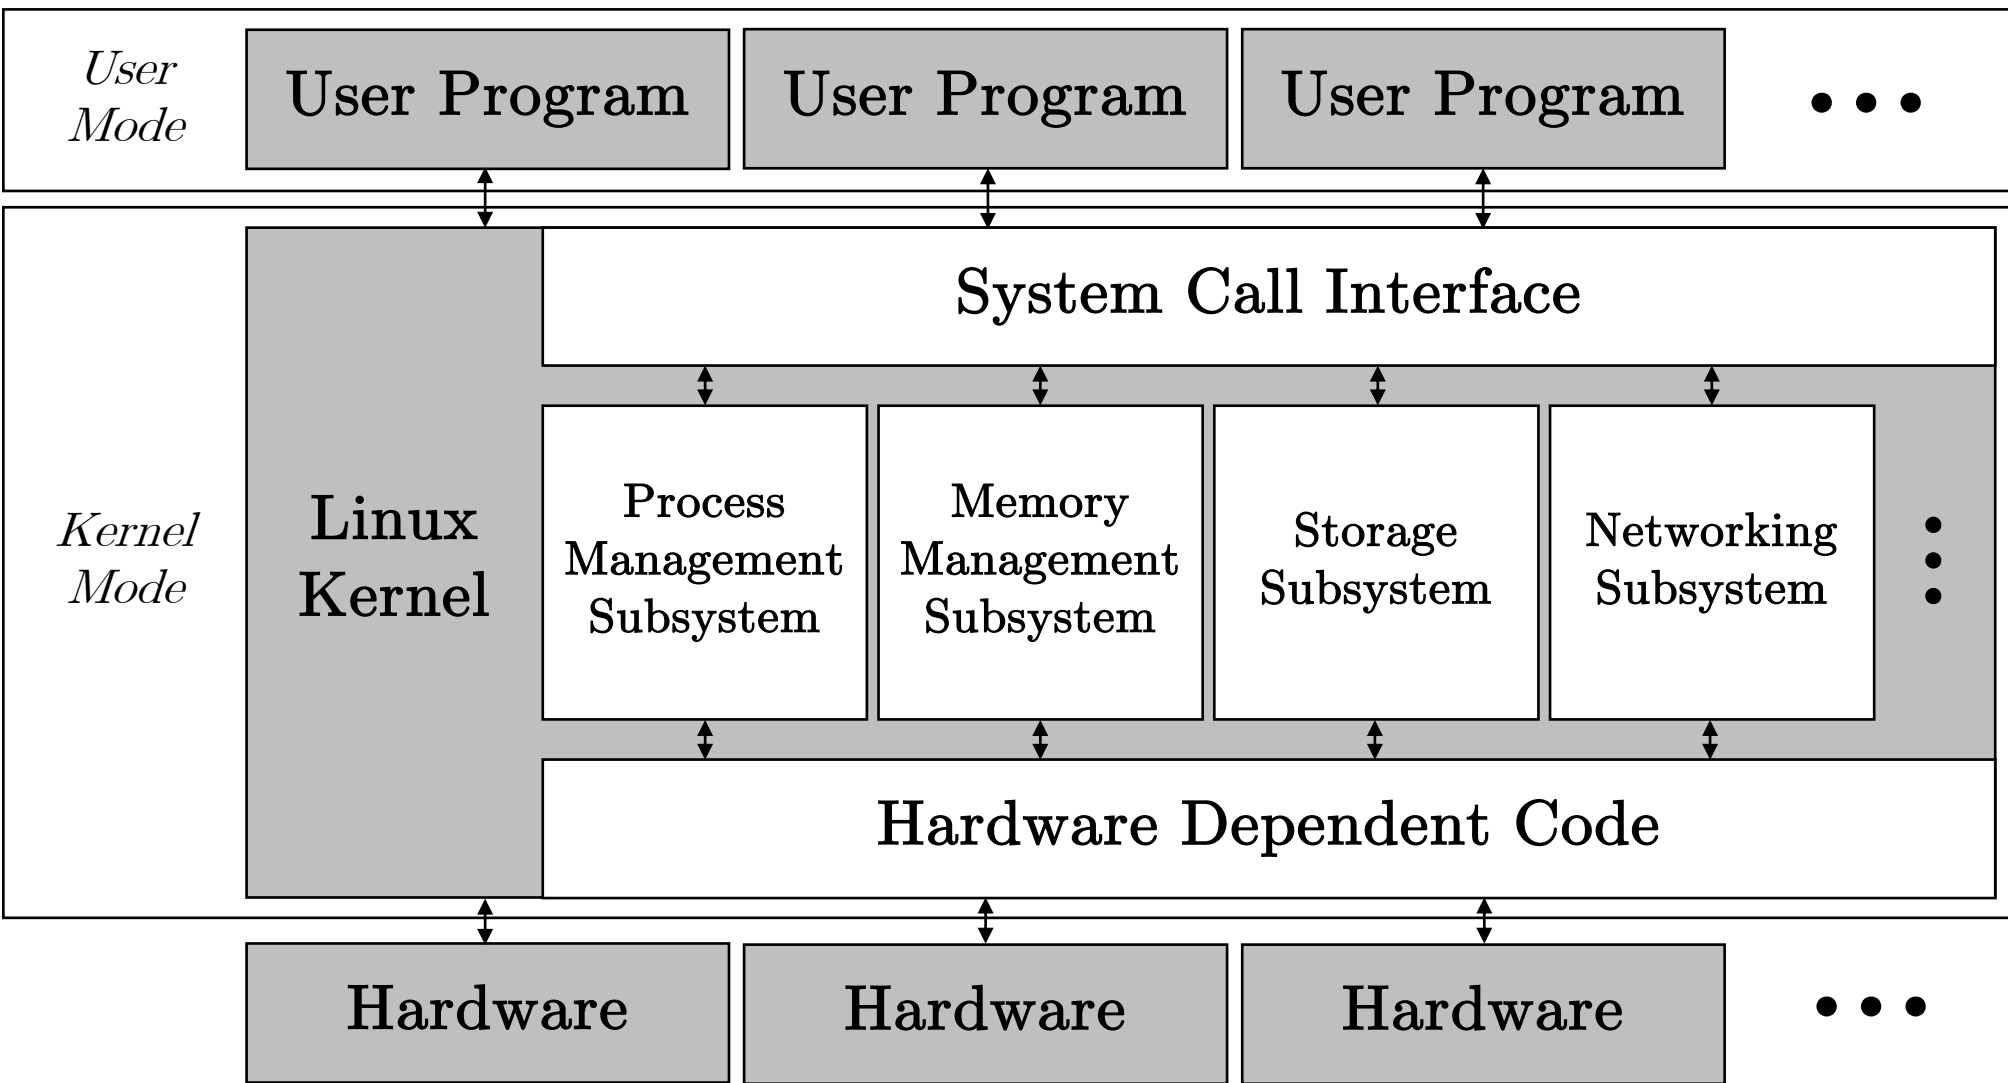 User
Mode
User Program
User Program
User Program
System Call Interface
Kernel
Mode
Linux
Kernel
Process
Management
Subsystem
Memory
Management
Subsystem
Storage
Subsystem
Networking
Subsystem
Hardware Dependent Code
Hardware
Hardware
Hardware